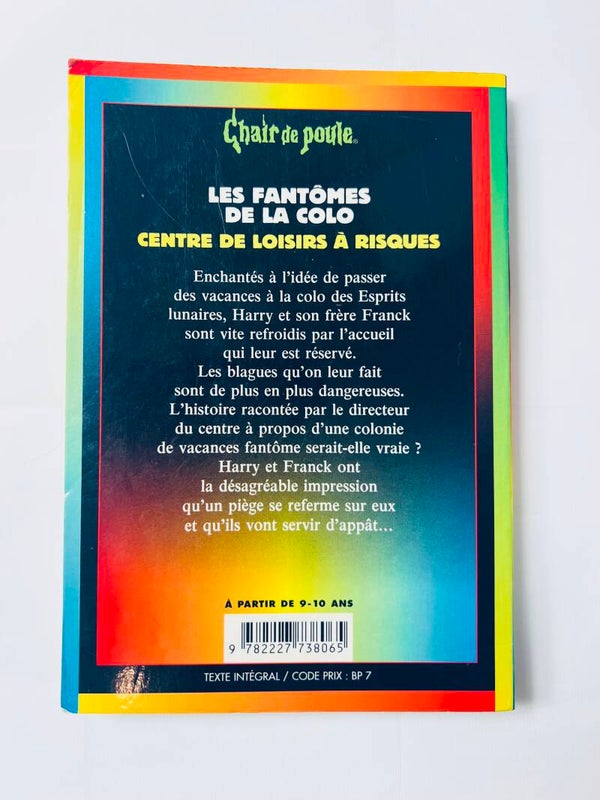 Chair de poule®
LES FANTÔMES
DE LA COLO
CENTRE DE LOISIRS À RISQUES
Enchantés à l'idée de passer
des vacances à la colo des Esprits
lunaires, Harry et son frère Franck
sont vite refroidis par l'accueil
qui leur est réservé.
Les blagues qu'on leur fait
sont de plus en plus dangereuses.
L'histoire racontée par le directeur
du centre à propos d'une colonie
de vacances fantôme serait-elle vraie ?
Harry et Franck ont
la désagréable impression
qu'un piège se referme sur eux
et qu'ils vont servir d'appât...
À PARTIR DE 9-10 ANS
9 782227 738065
TEXTE INTÉGRAL / CODE PRIX : BP 7